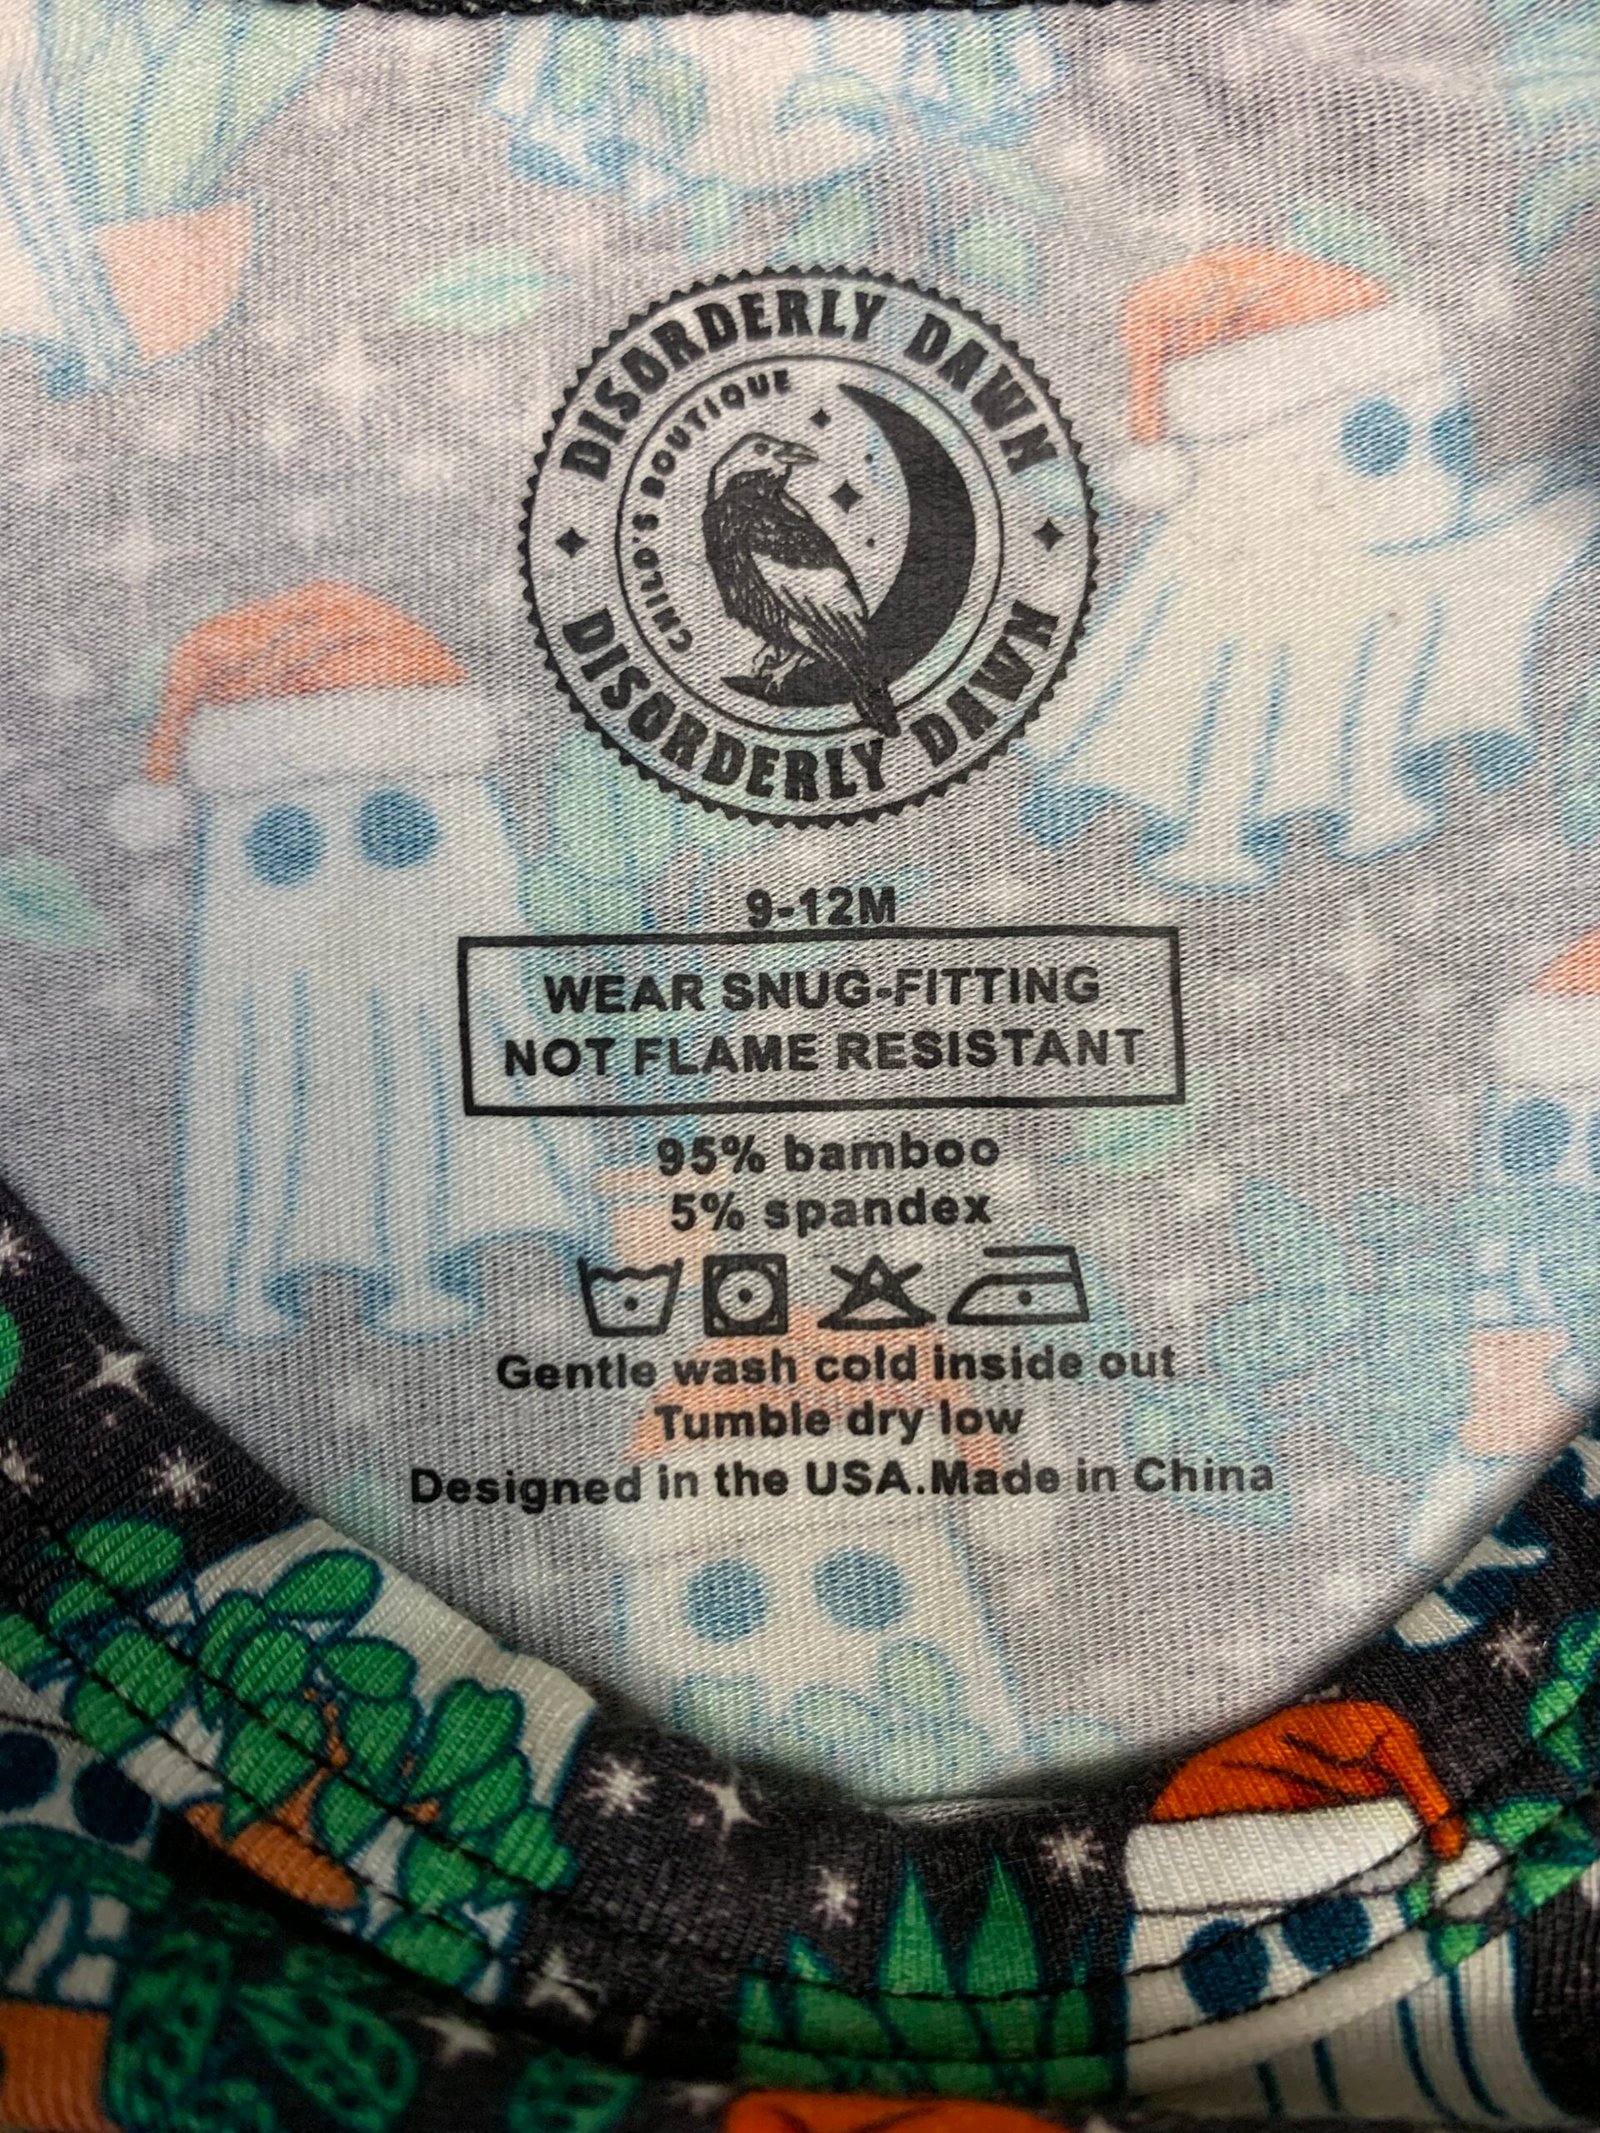 DISORDERLY DAWN
CHILD'S BOUTIQUE
DISORDERLY DAWN
9-12M
WEAR SNUG-FITTING
NOT FLAME RESISTANT
95% bamboo
5% spandex
Gentle wash cold inside out
Tumble dry low
Designed in the USA.Made in China